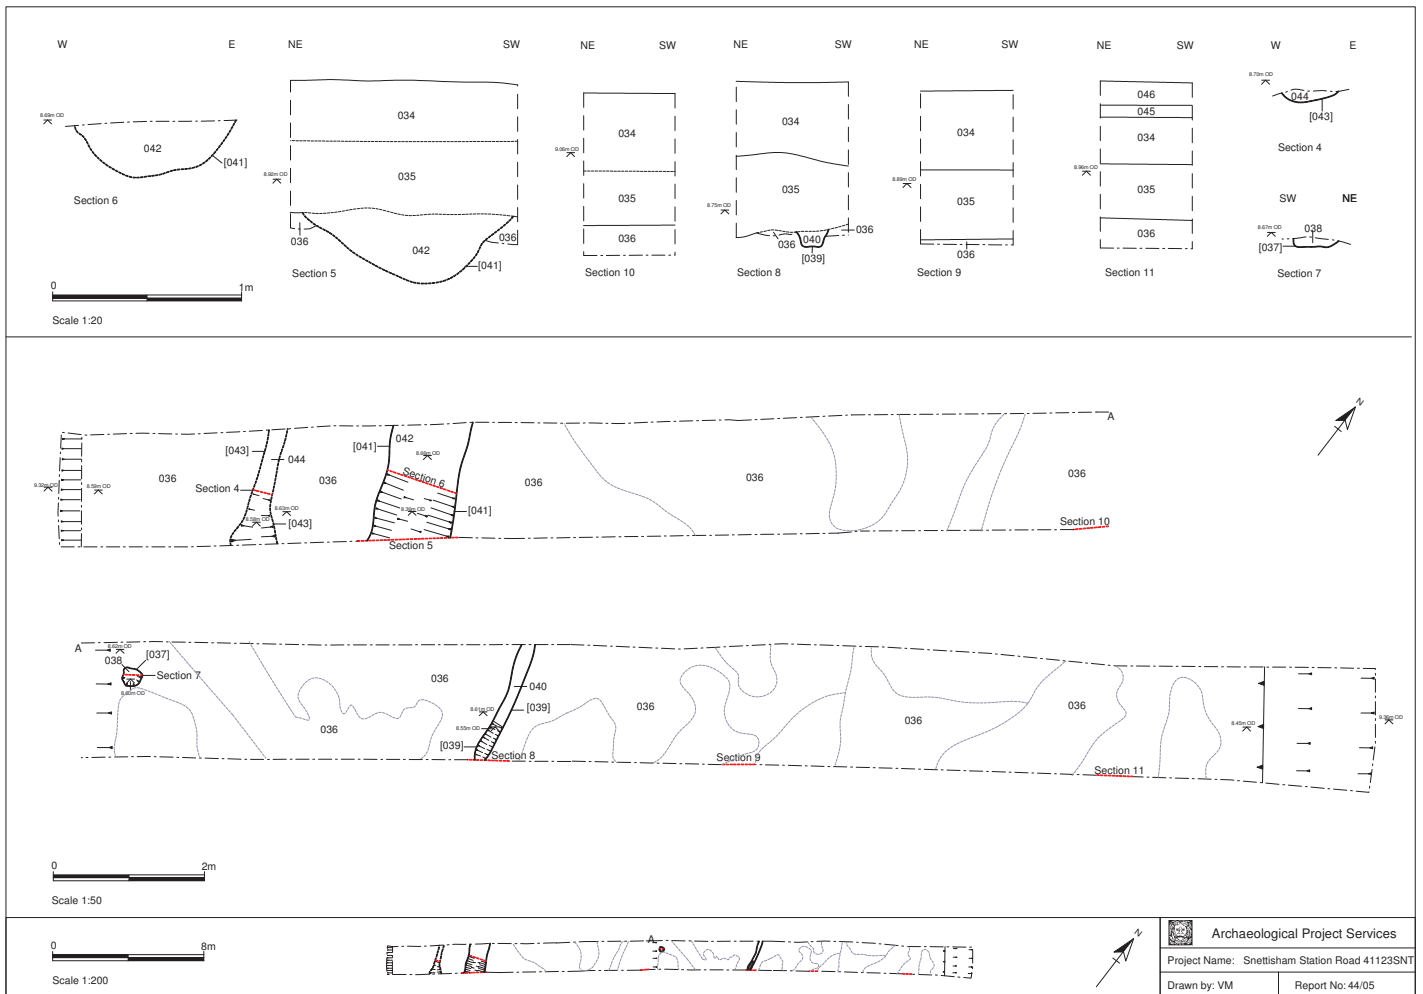 W E NE SW NE SW NE SW NE SW NE SW W E
8.70m OD
044
[043]
Section 4
SW NE
8.67m OD
038
[037]
Section 7
8.69m OD
042
[041]
Section 6
034
8.92m OD
035
036
036
042
[041]
Section 5
034
9.06m OD
035
036
Section 10
034
8.75m OD
035
036
036
040
[039]
Section 8
034
8.89m OD
035
036
Section 9
046
045
034
8.96m OD
035
036
Section 11
0 1m
Scale 1:20
A
N
[043]
044
[041]
042
8.68m OD
036
036
036
036
036
Section 4
Section 6
9.32m OD
8.59m OD
8.63m OD
8.58m OD
[043]
8.36m OD
[041]
Section 5
Section 10
A
8.62m OD
038
[037]
Section 7
8.60m OD
036
036
040
[039]
8.61m OD
8.55m OD
[039]
Section 8
036
Section 9
036
036
Section 11
8.45m OD
9.36m OD
0 2m
Scale 1:50
0 8m
Scale 1:200
A
N
Archaeological Project Services
Project Name: Snettisham Station Road 41123SNT
Drawn by: VM Report No: 44/05